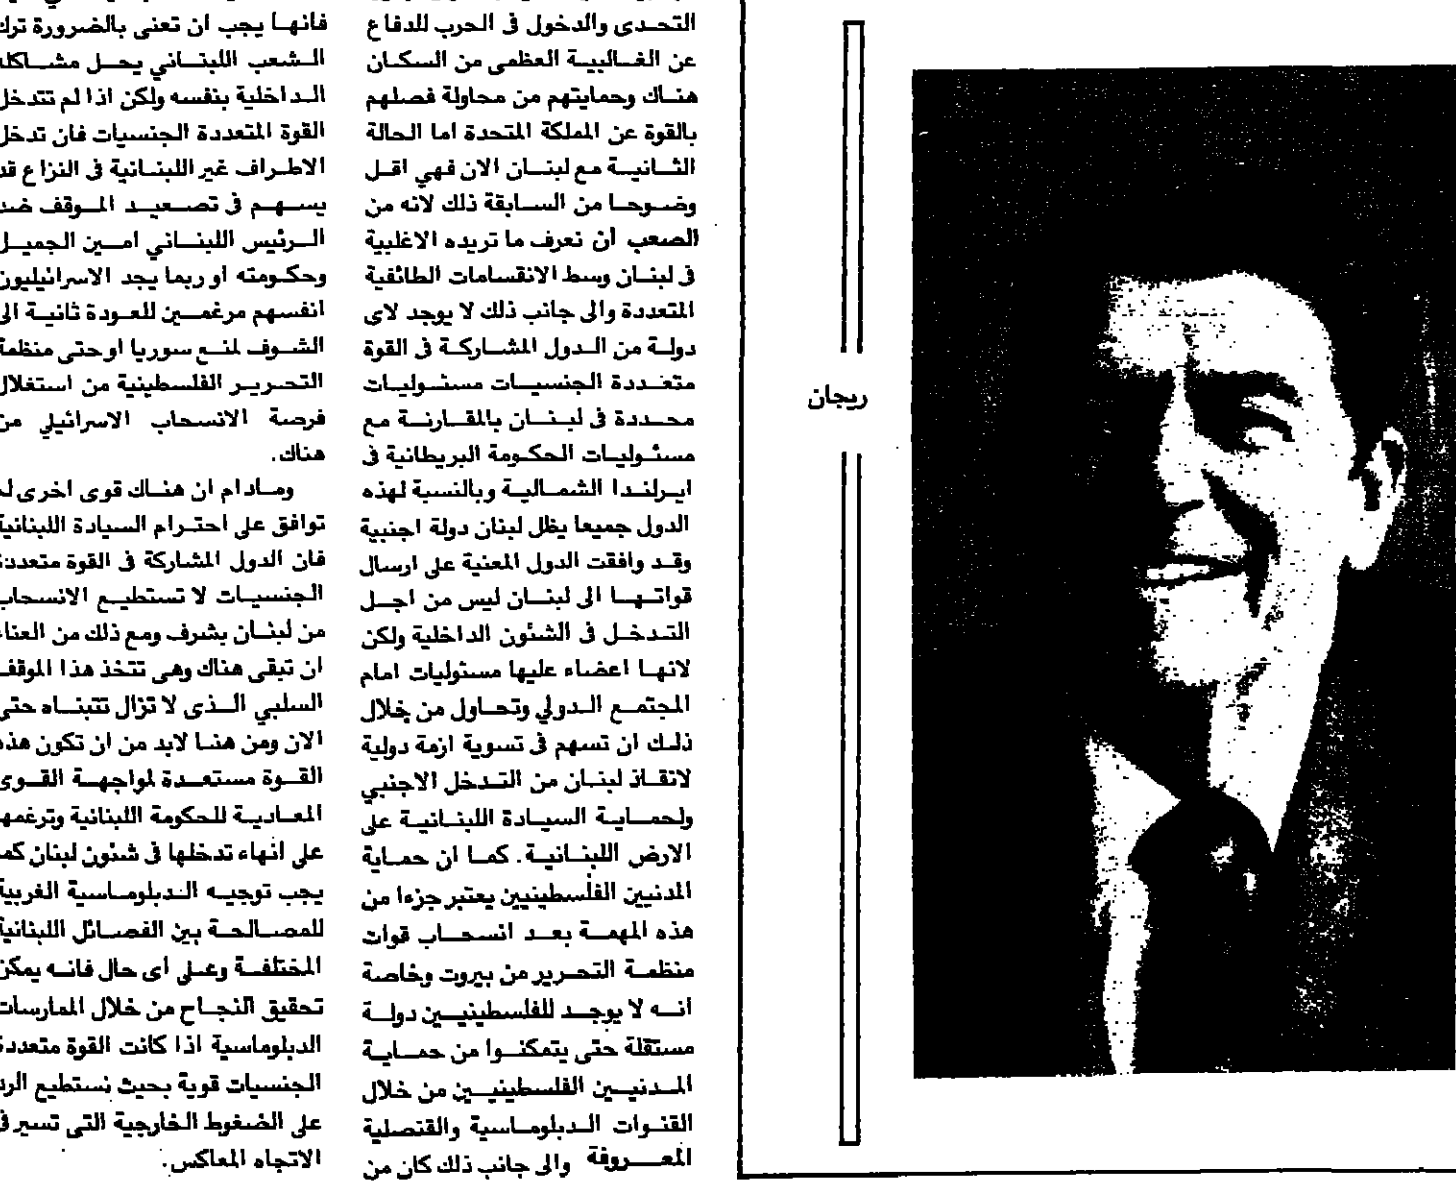 ريجان
التحدى والدخول في الحرب للدفاع
عن الغالبية العظمى من السكان
هناك وحمايتهم من محاولة فصلهم
بالقوة عن المملكة المتحدة اما الحالة
الثانية مع لبنان الان فهي اقل
وضوحا من السابقة ذلك لانه من
الصعب أن نعرف ما تريده الاغلبية
في لبنان وسط الانقسامات الطائفية
المتعددة والى جانب ذلك لا يوجد لاى
دولة من الدول المشاركة في القوة
متعددة الجنسيات مسئوليات
محددة في لبنان بالمقارنة مع
مسئوليات الحكومة البريطانية في
ايرلندا الشمالية وبالنسبة لهذه
الدول جميعا يظل لبنان دولة اجنبية
وقد وافقت الدول المعنية على ارسال
قواتها الى لبنان ليس من اجل
التدخل في الشئون الداخلية ولكن
لانها اعضاء عليها مسئوليات امام
المجتمع الدولي وتحاول من خلال
ذلك ان تسهم في تسوية ازمة دولية
لانقاذ لبنان من التدخل الاجنبي
ولحماية السيادة اللبنانية على
الارض اللبنانية. كما ان حماية
المدنيين الفلسطينيين يعتبر جزءا من
هذه المهمة بعد انسحاب قوات
منظمة التحرير من بيروت وخاصة
انه لا يوجد للفلسطينيين دولة
مستقلة حتى يتمكنوا من حماية
المدنيين الفلسطينيين من خلال
القنوات الدبلوماسية والقنصلية
المعروفة والى جانب ذلك كان من
فانها يجب ان تعنى بالضرورة ترك
الشعب اللبناني يحل مشاكله
الداخلية بنفسه ولكن اذا لم تتدخل
القوة المتعددة الجنسيات فان تدخل
الاطراف غير اللبنانية في النزاع قد
يسهم في تصعيد الموقف ضد
الرئيس اللبناني امين الجميل
وحكومته او ربما يجد الاسرائيليون
انفسهم مرغمين للعودة ثانية الى
الشوف لمنع سوريا او حتى منظمة
التحرير الفلسطينية من استغلال
فرصة الانسحاب الاسرائيلي من
هناك.
ومادام ان هناك قوى اخرى لم
توافق على احترام السيادة اللبنانية
فان الدول المشاركة في القوة متعددة
الجنسيات لا تستطيع الانسحاب
من لبنان بشرف ومع ذلك من العناء
ان تبقى هناك وهى تتخذ هذا الموقف
السلبي الذى لا تزال تتبناه حتى
الان ومن هنا لابد من ان تكون هذه
القوة مستعدة لمواجهة القوى
المعادية للحكومة اللبنانية وترغمها
على انهاء تدخلها في شئون لبنان كما
يجب توجيه الدبلوماسية الغربية
للمصالحة بين الفصائل اللبنانية
المختلفة وعلى اى حال فانه يمكن
تحقيق النجاح من خلال الممارسات
الدبلوماسية اذا كانت القوة متعددة
الجنسيات قوية بحيث نستطيع الرد
على الضغوط الخارجية التى تسير في
الاتجاه المعاكس.